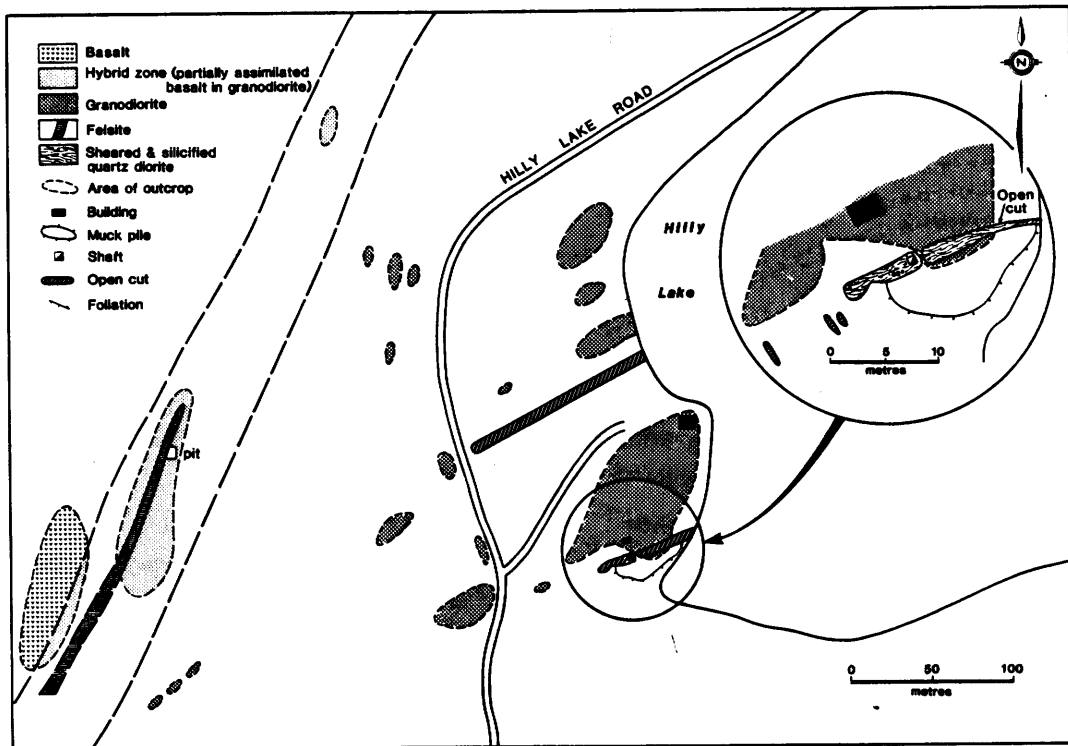 Basalt
Hybrid zone (partially assimilated
basalt in granodiorite)
Granodiorite
Felsite
Sheared & silicified
quartz diorite
Area of outcrop
Building
Muck pile
Shaft
Open cut
Foliation
HILLY LAKE ROAD
Hilly
Lake
N
Open
cut
0 5 10
metres
pit
0 50 100
metres